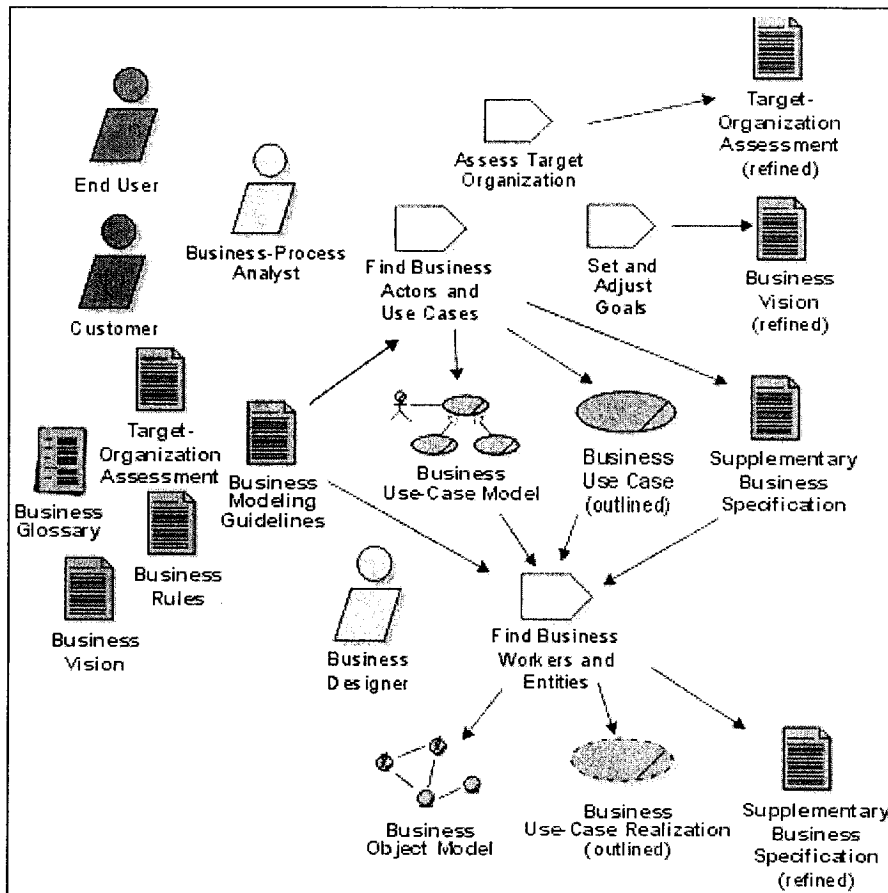 Target-
Organization
Assessment
(refined)
End User
Assess Target
Organization
Business-Process
Analyst
Find Business
Actors and
Use Cases
Set and
Adjust
Goals
Business
Vision
(refined)
Customer
Target-
Organization
Assessment
Business
Glossary
Business
Modeling
Guidelines
Business
Use-Case Model
Business
Use Case
(outlined)
Supplementary
Business
Specification
Business
Rules
Business
Vision
Business
Designer
Find Business
Workers and
Entities
Business
Object Model
Business
Use-Case Realization
(outlined)
Supplementary
Business
Specification
(refined)